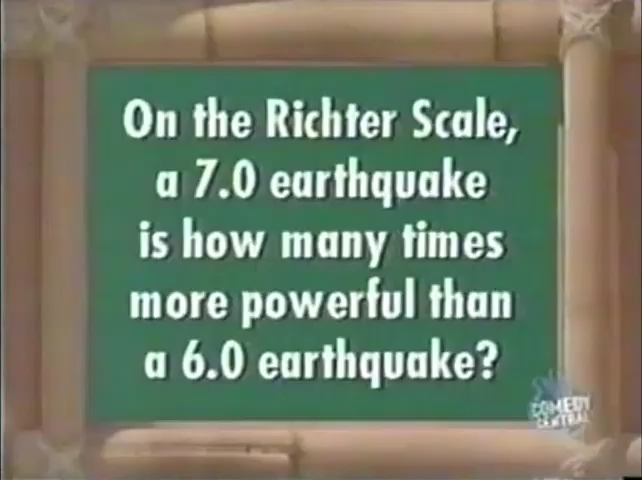 On the Richter Scale,
a 7.0 earthquake
is how many times
more powerful than
a 6.0 earthquake?
COMEDY
CENTRAL